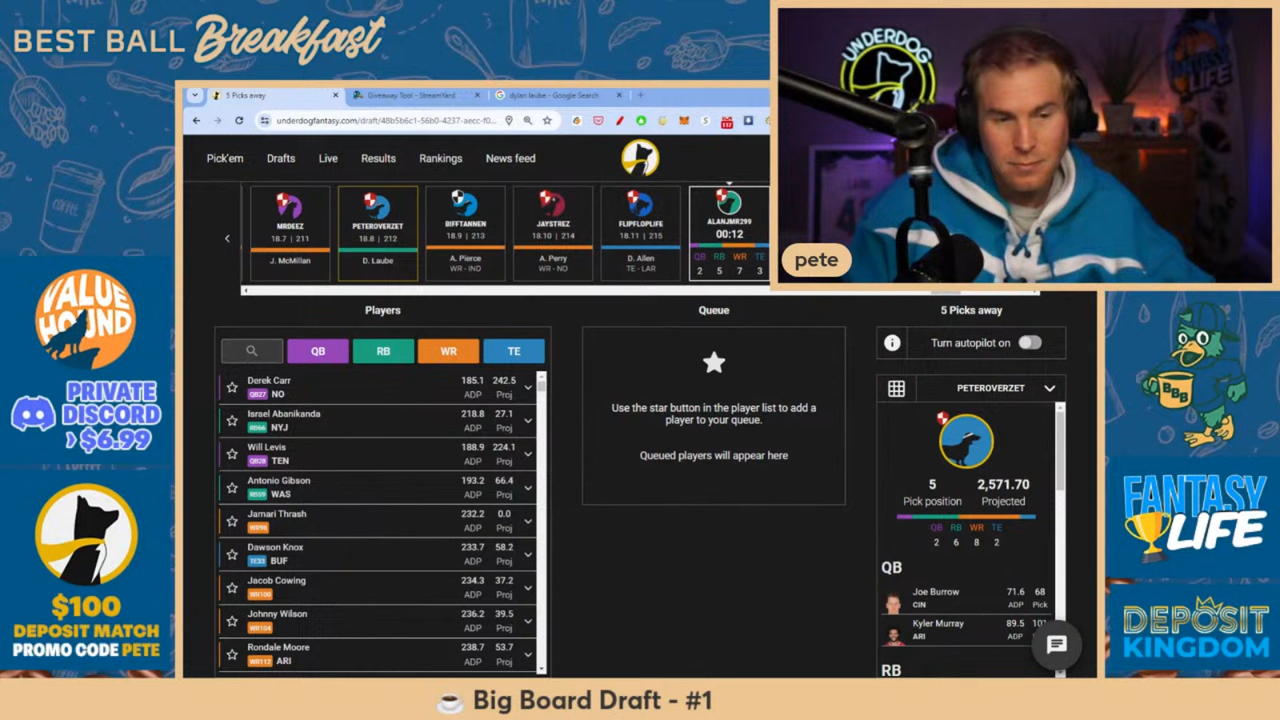 BEST BALL Breakfast
UNDERDOG
FANTASY LIFE
pete
5 Picks away
Giveaway Tool - StreamYard
dylan laube - Google Search
underdogfantasy.com/draft/48b5b6c1-56b0-4237-aecc-f0...
Pick'em Drafts Live Results Rankings News feed
MRDEEZ
18.7 | 211
J. McMillan
PETEROVERZET
18.8 | 212
D. Laube
BIFFTANNEN
18.9 | 213
A. Pierce
WR - IND
JAYSTREZ
18.10 | 214
A. Perry
WR - NO
FLIPFLOPLIFE
18.11 | 215
D. Allen
TE - LAR
ALANJMR299
00:12
QB RB WR TE
2 5 7 3
Players
QB RB WR TE
Derek Carr 185.1 242.5
QB27 NO ADP Proj
Israel Abanikanda 218.8 27.1
RB66 NYJ ADP Proj
Will Levis 188.9 224.1
QB28 TEN ADP Proj
Antonio Gibson 193.2 66.4
RB59 WAS ADP Proj
Jamari Thrash 232.2 0.0
WR98 ADP Proj
Dawson Knox 233.7 58.2
TE33 BUF ADP Proj
Jacob Cowing 234.3 37.2
WR100 ADP Proj
Johnny Wilson 236.2 39.5
WR104 ADP Proj
Rondale Moore 238.7 53.7
WR112 ARI ADP Proj
Queue
Use the star button in the player list to add a
player to your queue.
Queued players will appear here
5 Picks away
Turn autopilot on
PETEROVERZET
5 2,571.70
Pick position Projected
QB RB WR TE
2 6 8 2
QB
Joe Burrow 71.6 68
CIN ADP Pick
Kyler Murray 89.5 101
ARI ADP
RB
VALUE
HOUND
PRIVATE
DISCORD
> $6.99
$100
DEPOSIT MATCH
PROMO CODE PETE
BBB
FANTASY
LIFE
DEPOSIT
KINGDOM
Big Board Draft - #1